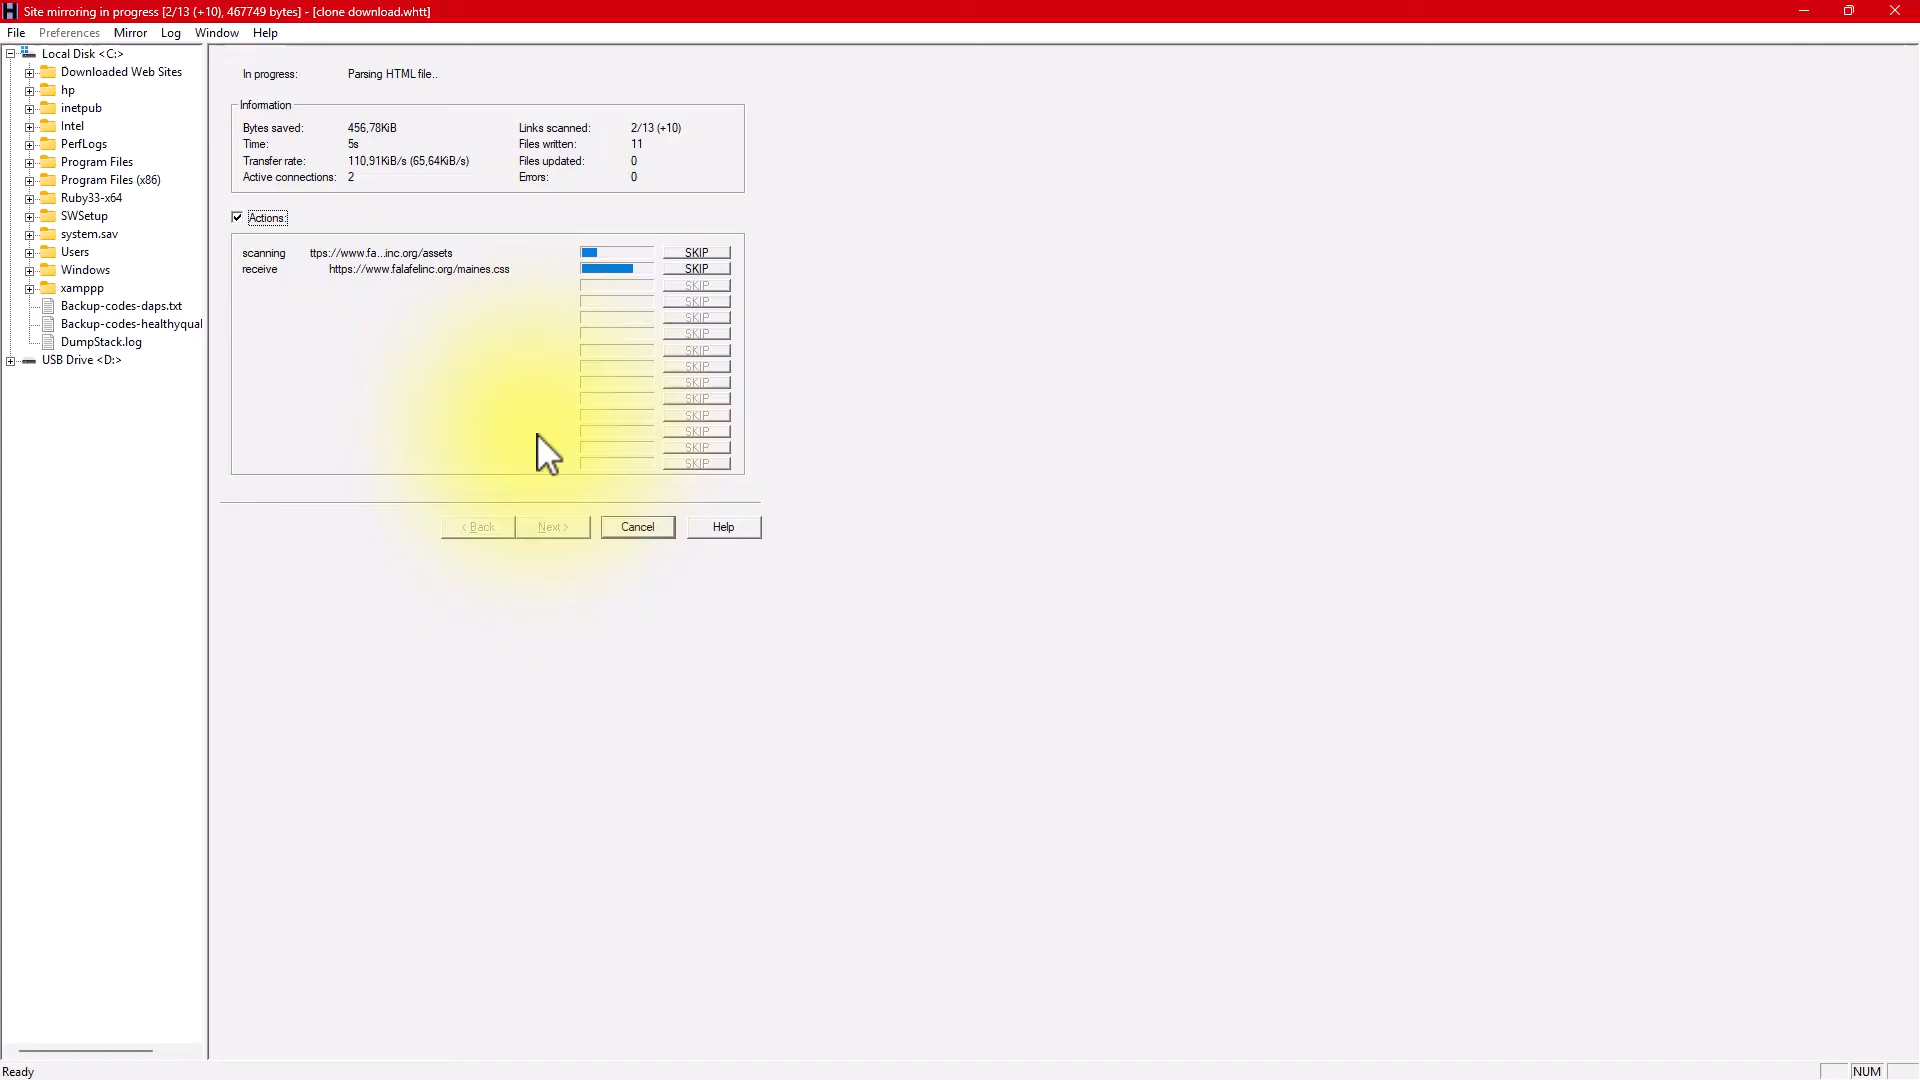 Site mirroring in progress [2/13 (+10), 467749 bytes] - [clone download.whtt]
File Preferences Mirror Log Window Help
Local Disk <C:>
Downloaded Web Sites
hp
inetpub
Intel
PerfLogs
Program Files
Program Files (x86)
Ruby33-x64
SWSetup
system.sav
Users
Windows
xamppp
Backup-codes-daps.txt
Backup-codes-healthyqual
DumpStack.log
USB Drive <D:>
In progress: Parsing HTML file..
Information
Bytes saved: 456,78KiB Links scanned: 2/13 (+10)
Time: 5s Files written: 11
Transfer rate: 110,91KiB/s (65,64KiB/s) Files updated: 0
Active connections: 2 Errors: 0
Actions:
scanning ttps://www.fa...inc.org/assets SKIP
receive https://www.falafelinc.org/maines.css SKIP
SKIP
SKIP
SKIP
SKIP
SKIP
SKIP
SKIP
SKIP
SKIP
SKIP
SKIP
SKIP
< Back Next > Cancel Help
Ready NUM